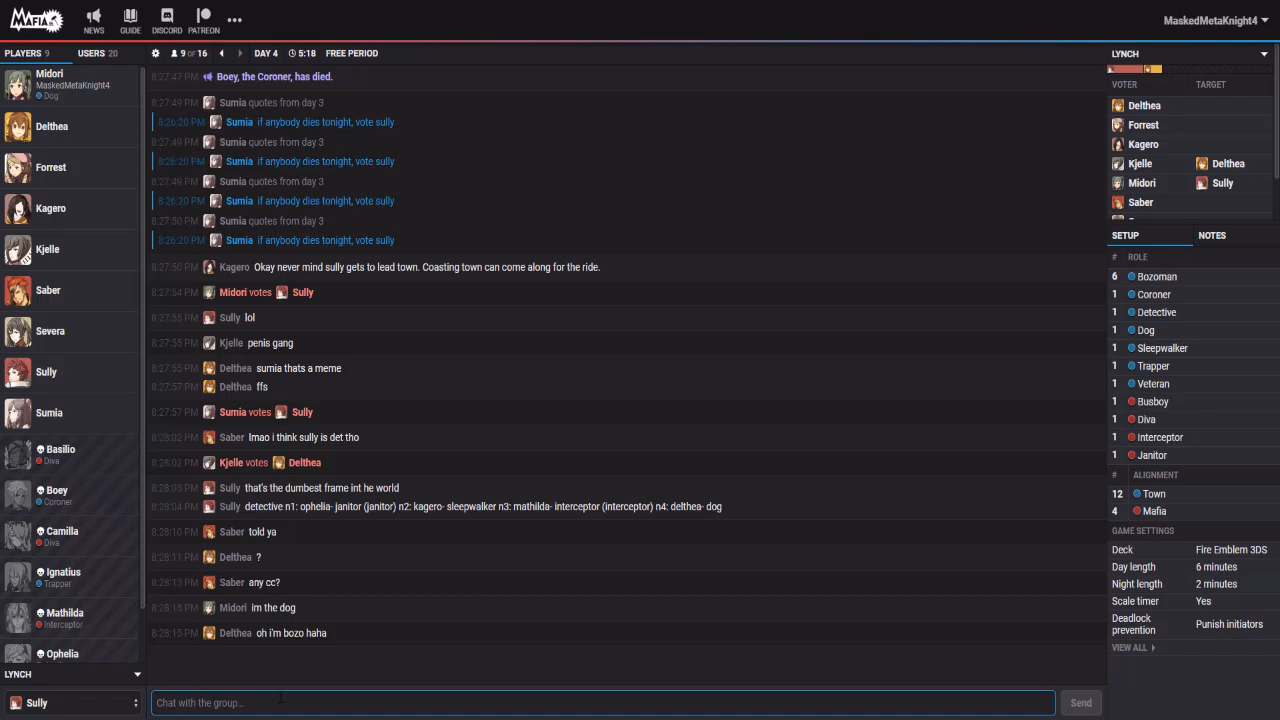 MAFIA
NEWS
GUIDE
DISCORD
PATREON
MaskedMetaKnight4
PLAYERS 9
USERS 20
9 OF 16
DAY 4
5:18
FREE PERIOD
Midori
MaskedMetaKnight4
Dog
Delthea
Forrest
Kagero
Kjelle
Saber
Severa
Sully
Sumia
Basilio
Diva
Boey
Coroner
Camilla
Diva
Ignatius
Trapper
Mathilda
Interceptor
Ophelia
LYNCH
Sully
8:27:47 PM Boey, the Coroner, has died.
8:27:49 PM Sumia quotes from day 3
8:26:20 PM Sumia if anybody dies tonight, vote sully
8:27:49 PM Sumia quotes from day 3
8:26:20 PM Sumia if anybody dies tonight, vote sully
8:27:49 PM Sumia quotes from day 3
8:26:20 PM Sumia if anybody dies tonight, vote sully
8:27:50 PM Sumia quotes from day 3
8:26:20 PM Sumia if anybody dies tonight, vote sully
8:27:50 PM Kagero Okay never mind sully gets to lead town. Coasting town can come along for the ride.
8:27:54 PM Midori votes Sully
8:27:55 PM Sully lol
8:27:55 PM Kjelle penis gang
8:27:55 PM Delthea sumia thats a meme
8:27:57 PM Delthea ffs
8:27:57 PM Sumia votes Sully
8:28:02 PM Saber lmao i think sully is det tho
8:28:02 PM Kjelle votes Delthea
8:28:03 PM Sully that's the dumbest frame int he world
8:28:04 PM Sully detective n1: ophelia- janitor (janitor) n2: kagero- sleepwalker n3: mathilda- interceptor (interceptor) n4: delthea- dog
8:28:10 PM Saber told ya
8:28:11 PM Delthea ?
8:28:13 PM Saber any cc?
8:28:15 PM Midori im the dog
8:28:15 PM Delthea oh i'm bozo haha
Chat with the group...
Send
LYNCH
VOTER TARGET
Delthea
Forrest
Kagero
Kjelle Delthea
Midori Sully
Saber
SETUP
NOTES
# ROLE
6 Bozoman
1 Coroner
1 Detective
1 Dog
1 Sleepwalker
1 Trapper
1 Veteran
1 Busboy
1 Diva
1 Interceptor
1 Janitor
# ALIGNMENT
12 Town
4 Mafia
GAME SETTINGS
Deck Fire Emblem 3DS
Day length 6 minutes
Night length 2 minutes
Scale timer Yes
Deadlock prevention Punish initiators
VIEW ALL